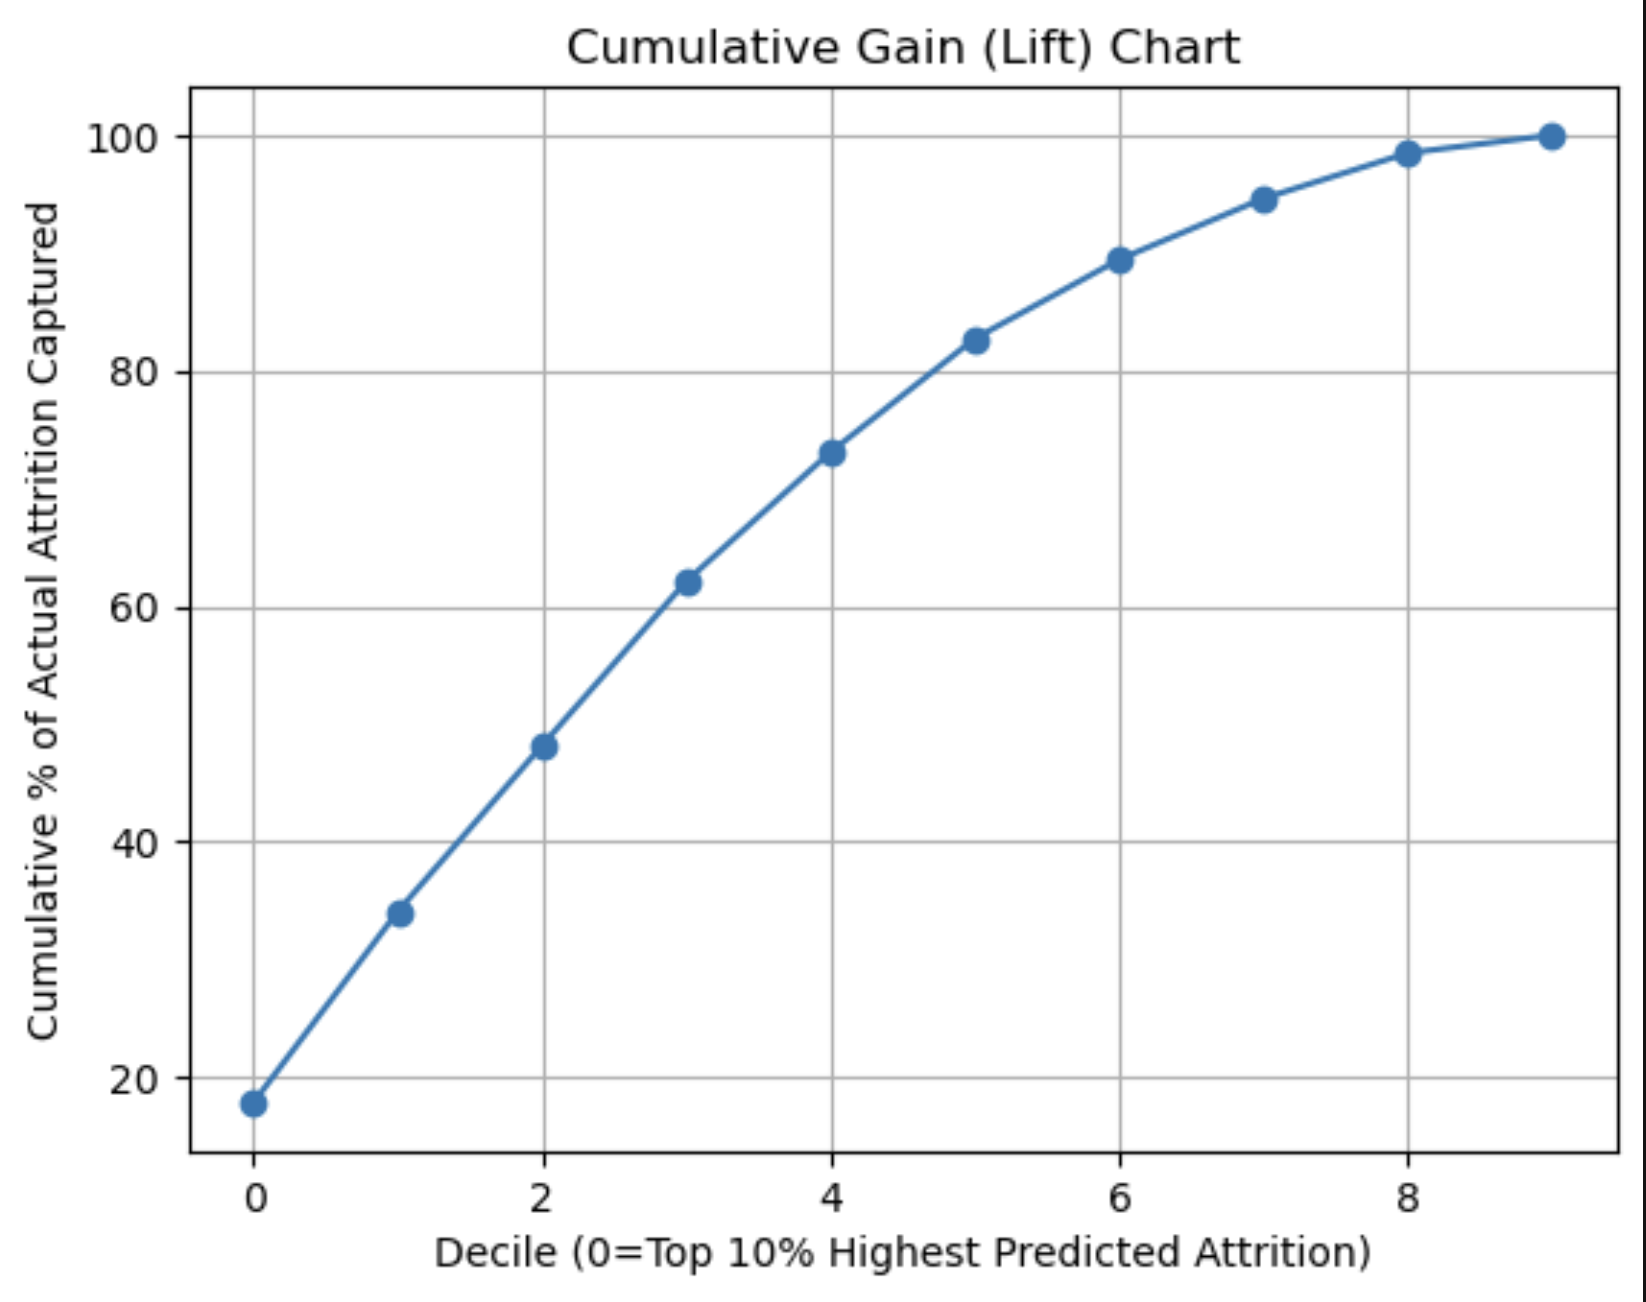 Cumulative Gain (Lift) Chart
Cumulative % of Actual Attrition Captured
100
80
60
40
20
0 2 4 6 8
Decile (0=Top 10% Highest Predicted Attrition)